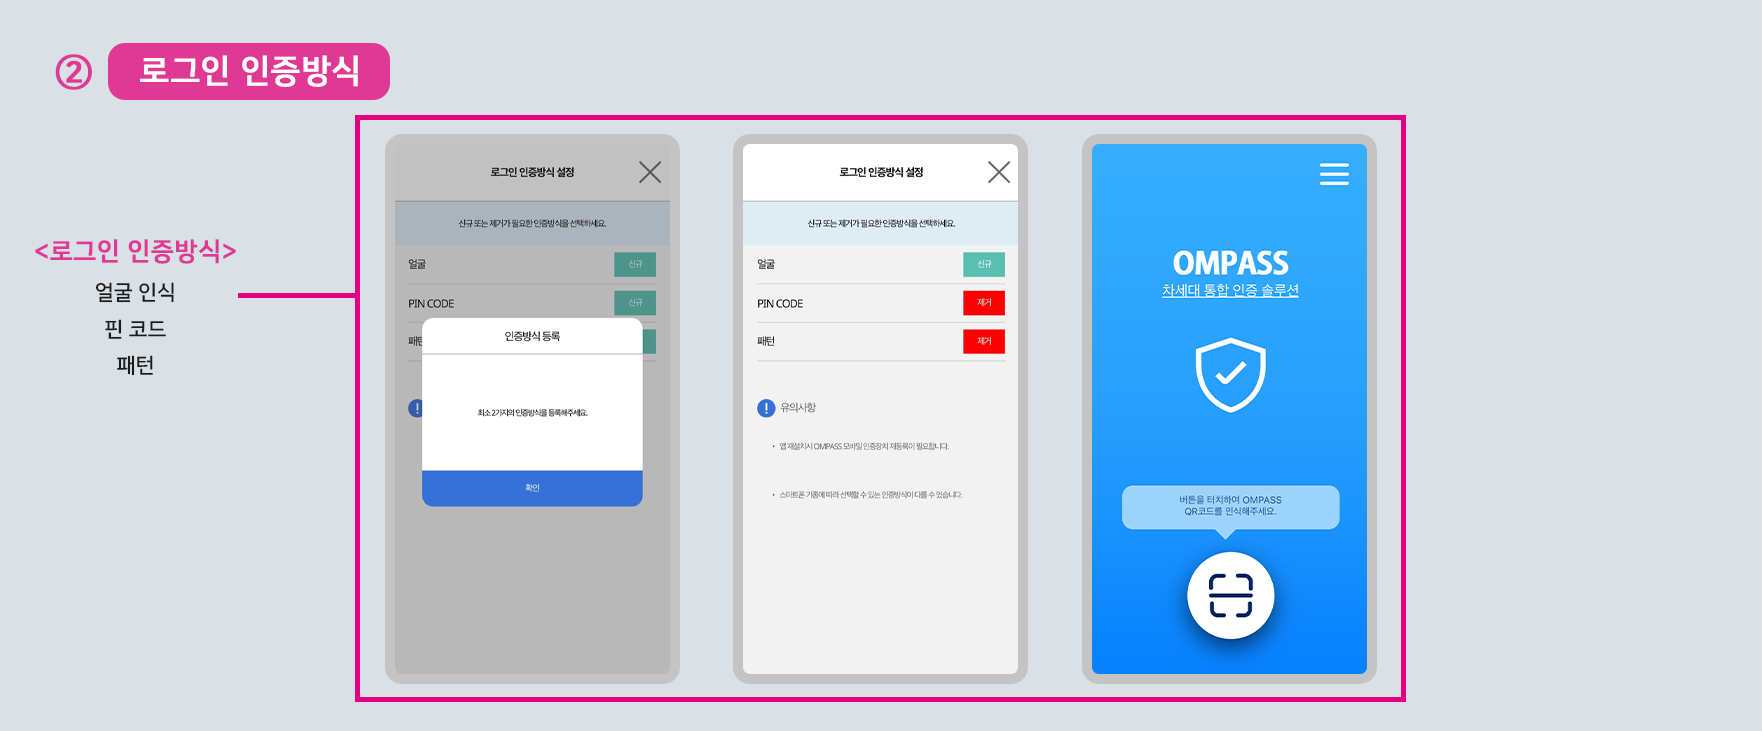 ② 로그인 인증방식
<로그인 인증방식>
얼굴 인식
핀 코드
패턴
로그인 인증방식 설정
신규 또는 제거가 필요한 인증방식을 선택하세요.
얼굴 신규
PIN CODE 신규
패턴
인증방식 등록
최소 2가지의 인증방식을 등록해주세요.
확인
로그인 인증방식 설정
신규 또는 제거가 필요한 인증방식을 선택하세요.
얼굴 신규
PIN CODE 제거
패턴 제거
유의사항
• 앱 재설치시 OMPASS 모바일 인증장치 재등록이 필요합니다.
• 스마트폰 기종에 따라 선택할 수 있는 인증방식이 다를 수 있습니다.
OMPASS
차세대 통합 인증 솔루션
버튼을 터치하여 OMPASS
QR코드를 인식해주세요.